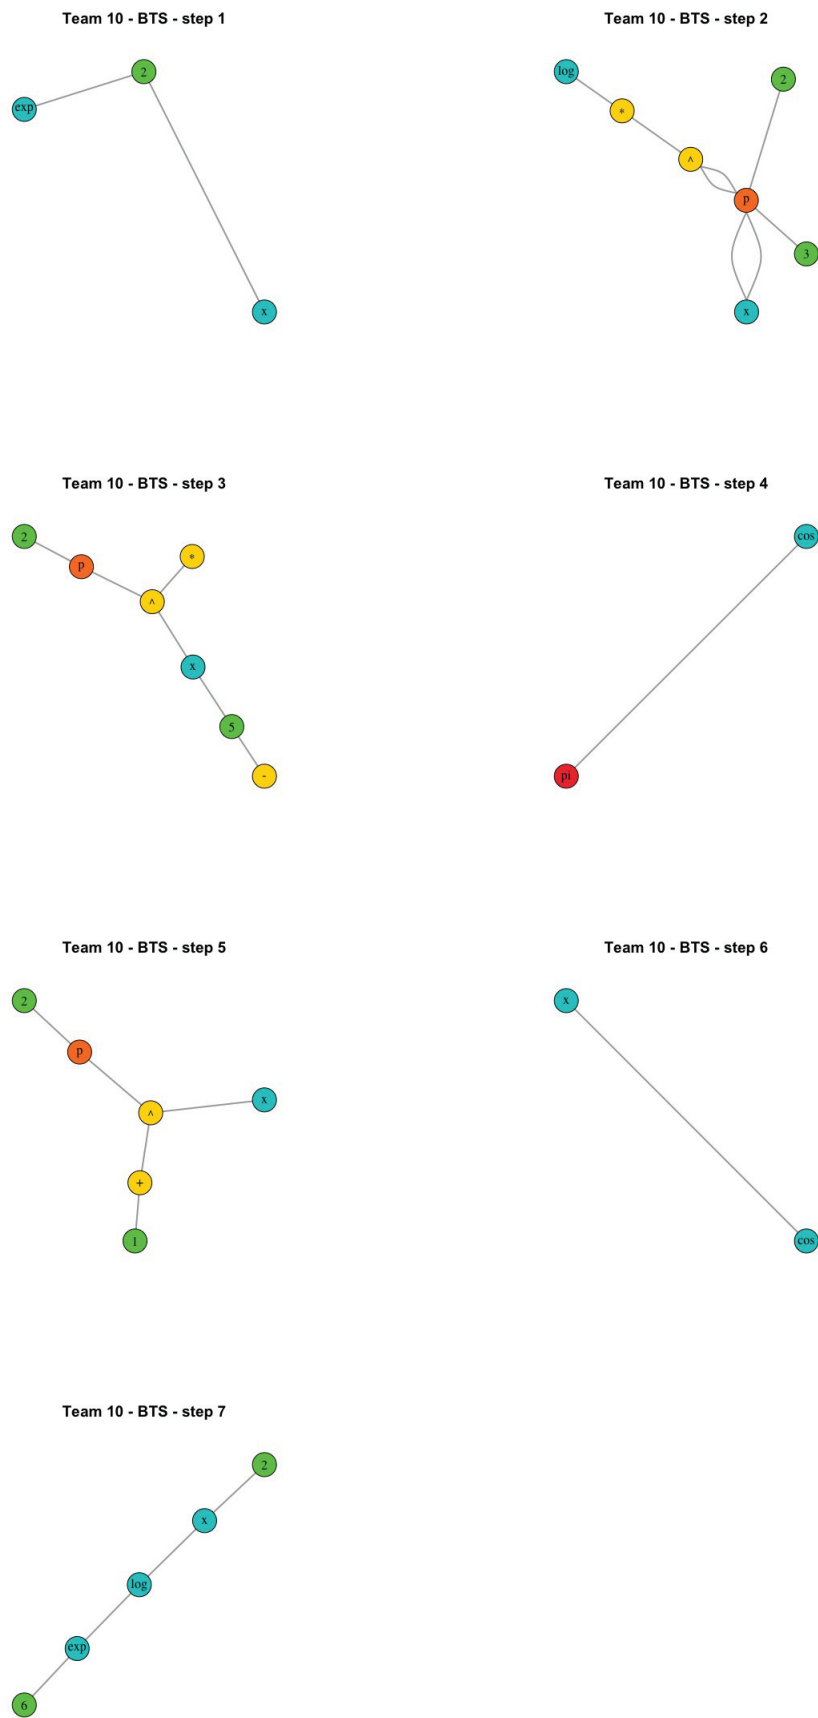 Team 10 - BTS - step 1
2
exp
x
Team 10 - BTS - step 2
log
2
*
^
p
3
x
Team 10 - BTS - step 3
2
*
p
^
x
5
-
Team 10 - BTS - step 4
cos
pi
Team 10 - BTS - step 5
2
p
x
^
+
1
Team 10 - BTS - step 6
x
cos
Team 10 - BTS - step 7
2
x
log
exp
6